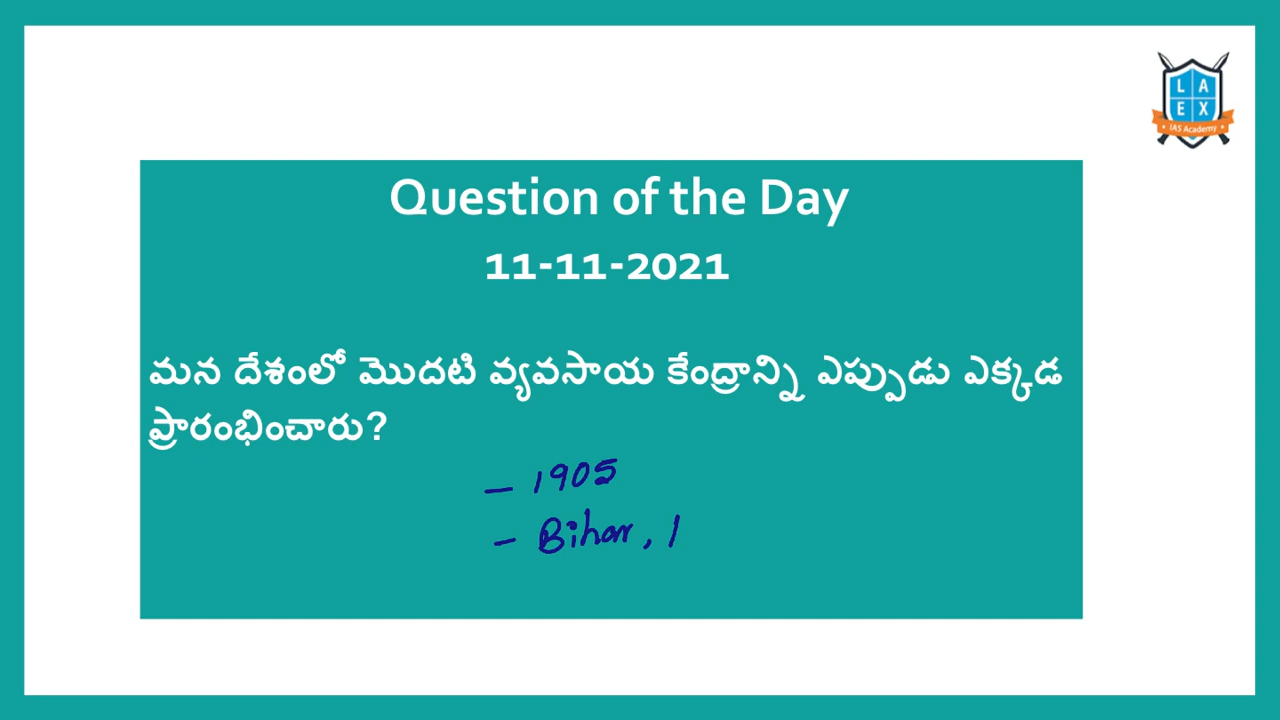 L A
E X
IAS Academy
Question of the Day
11-11-2021
మన దేశంలో మొదటి వ్యవసాయ కేంద్రాన్ని ఎప్పుడు ఎక్కడ
ప్రారంభించారు?
- 1905
- Bihar,